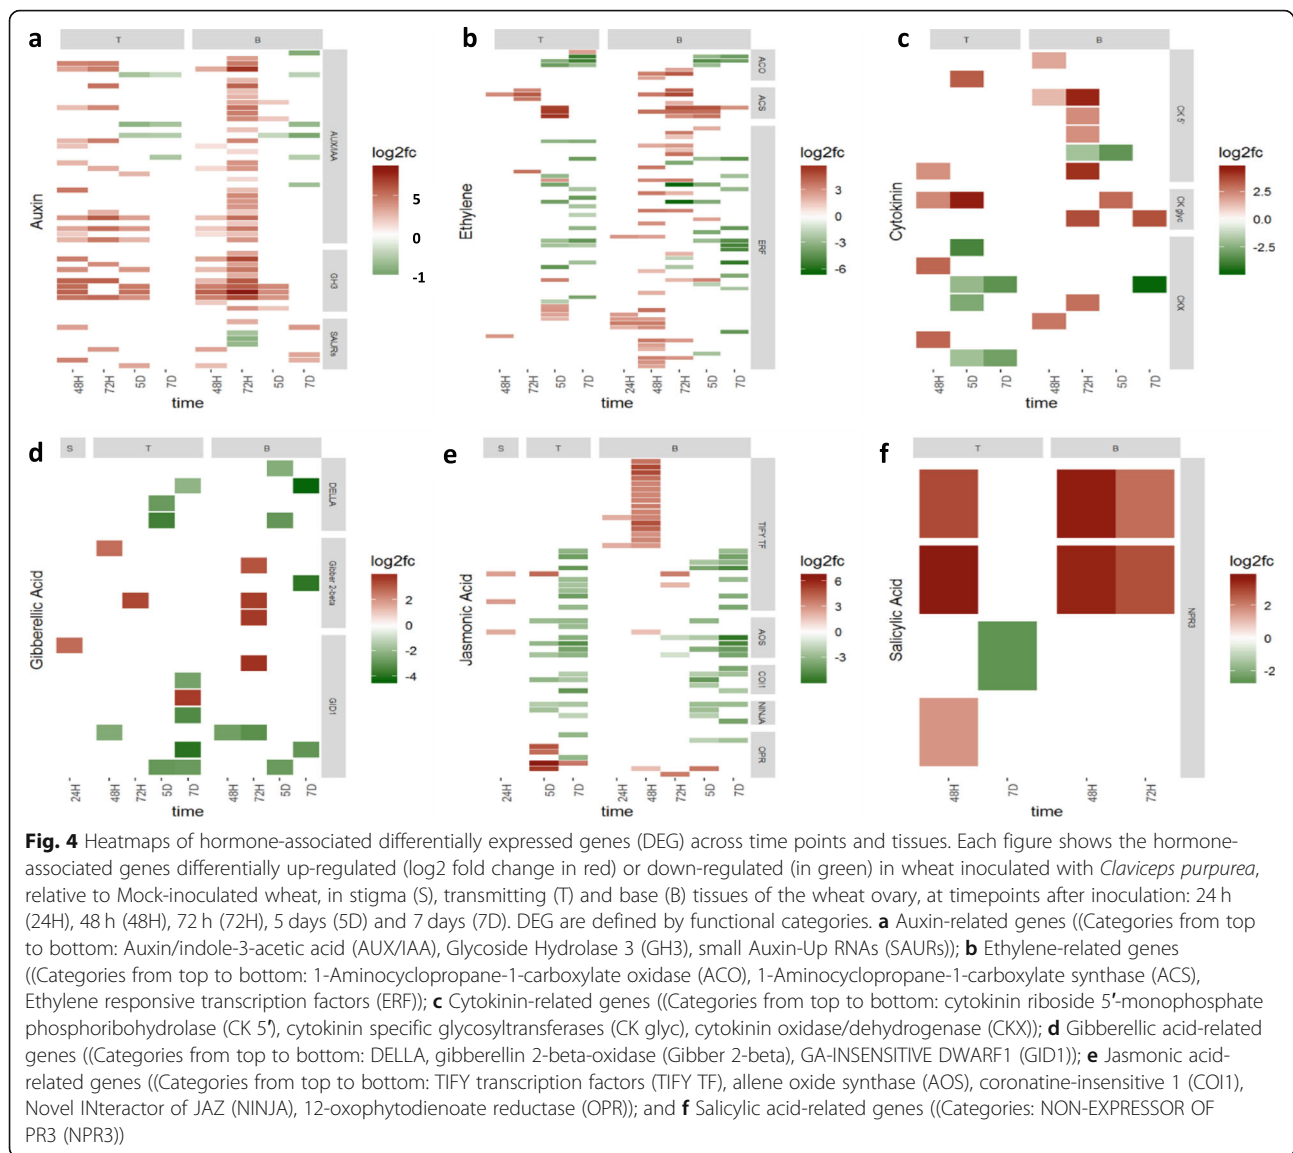 a
T
B
Auxin
AUX/IAA
GH3
SAURs
48H
72H
5D
7D
48H
72H
5D
7D
time
log2fc
5
0
-1
b
T
B
Ethylene
ACO
ACS
ERF
48H
72H
5D
7D
24H
48H
72H
5D
7D
time
log2fc
3
0
-3
-6
c
T
B
Cytokinin
CK 5'
CK glyc
CKX
48H
5D
7D
48H
72H
5D
7D
time
log2fc
2.5
0.0
-2.5
d
S
T
B
Gibberellic Acid
DELLA
Gibber 2-beta
GID1
24H
48H
72H
5D
7D
48H
72H
5D
7D
time
log2fc
2
0
-2
-4
e
S
T
B
Jasmonic Acid
TIFY TF
AOS
COI1
NINJA
OPR
24H
5D
7D
24H
48H
72H
5D
7D
time
log2fc
6
3
0
-3
f
T
B
Salicylic Acid
NPR3
48H
7D
48H
72H
time
log2fc
2
0
-2
Fig. 4 Heatmaps of hormone-associated differentially expressed genes (DEG) across time points and tissues. Each figure shows the hormone-
associated genes differentially up-regulated (log2 fold change in red) or down-regulated (in green) in wheat inoculated with Claviceps purpurea,
relative to Mock-inoculated wheat, in stigma (S), transmitting (T) and base (B) tissues of the wheat ovary, at timepoints after inoculation: 24 h
(24H), 48 h (48H), 72 h (72H), 5 days (5D) and 7 days (7D). DEG are defined by functional categories. a Auxin-related genes ((Categories from top
to bottom: Auxin/indole-3-acetic acid (AUX/IAA), Glycoside Hydrolase 3 (GH3), small Auxin-Up RNAs (SAURs)); b Ethylene-related genes
((Categories from top to bottom: 1-Aminocyclopropane-1-carboxylate oxidase (ACO), 1-Aminocyclopropane-1-carboxylate synthase (ACS),
Ethylene responsive transcription factors (ERF)); c Cytokinin-related genes ((Categories from top to bottom: cytokinin riboside 5′-monophosphate
phosphoribohydrolase (CK 5′), cytokinin specific glycosyltransferases (CK glyc), cytokinin oxidase/dehydrogenase (CKX)); d Gibberellic acid-related
genes ((Categories from top to bottom: DELLA, gibberellin 2-beta-oxidase (Gibber 2-beta), GA-INSENSITIVE DWARF1 (GID1)); e Jasmonic acid-
related genes ((Categories from top to bottom: TIFY transcription factors (TIFY TF), allene oxide synthase (AOS), coronatine-insensitive 1 (COI1),
Novel INteractor of JAZ (NINJA), 12-oxophytodienoate reductase (OPR)); and f Salicylic acid-related genes ((Categories: NON-EXPRESSOR OF
PR3 (NPR3))